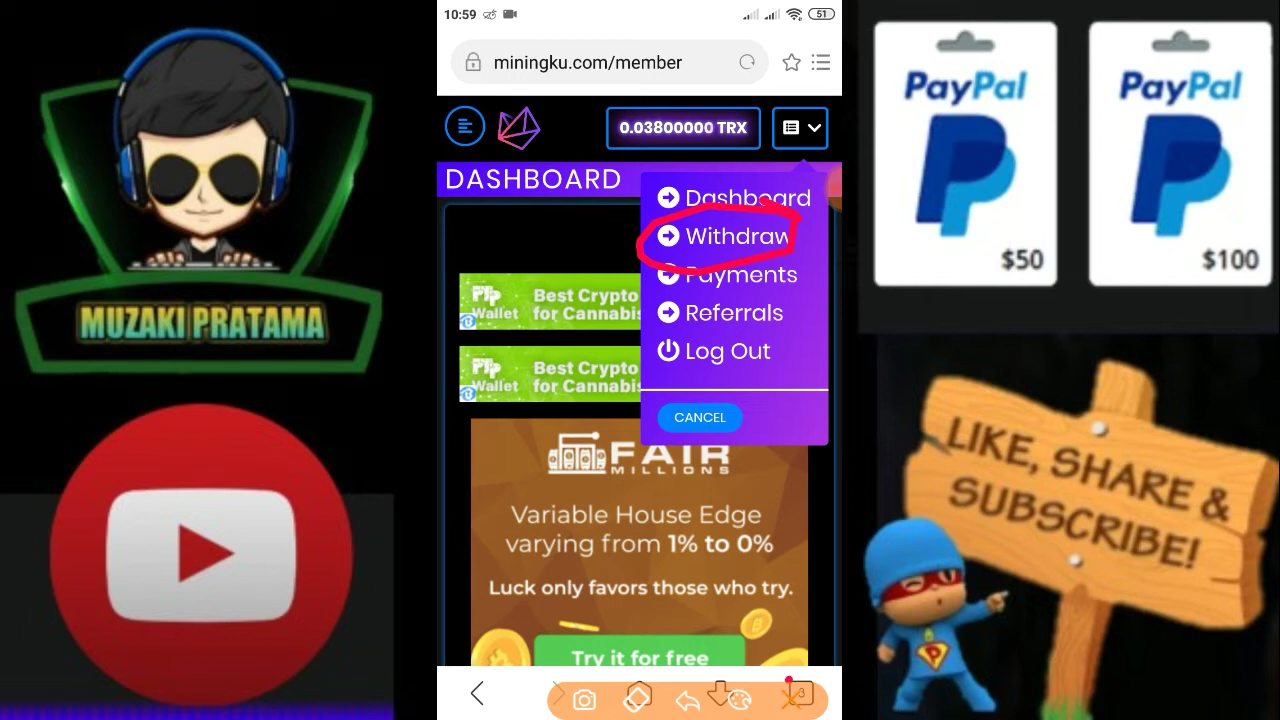 MUZAKI PRATAMA
10:59
51
miningku.com/member
0.03800000 TRX
DASHBOARD
Dashboard
Withdraw
Payments
Referrals
Log Out
CANCEL
Wallet
Best Crypto
for Cannabis
Wallet
Best Crypto
for Cannabis
FAIR
MILLIONS
Variable House Edge
varying from 1% to 0%
Luck only favors those who try.
Try it for free
PayPal
$50
PayPal
$100
LIKE, SHARE &
SUBSCRIBE!
P